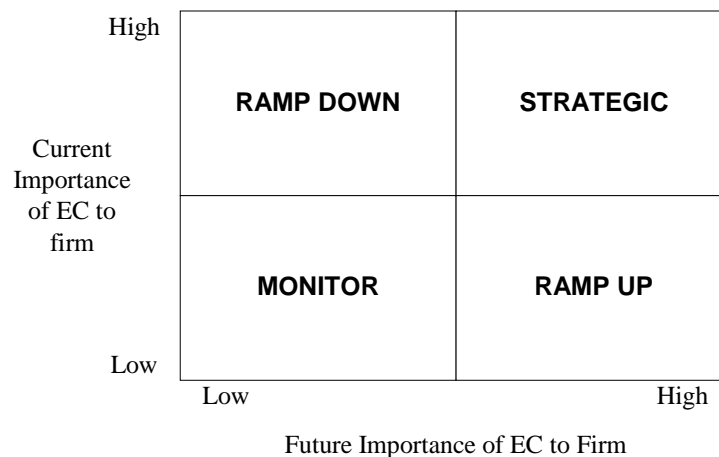 High
RAMP DOWN
STRATEGIC
Current
Importance
of EC to
firm
MONITOR
RAMP UP
Low
Low
High
Future Importance of EC to Firm